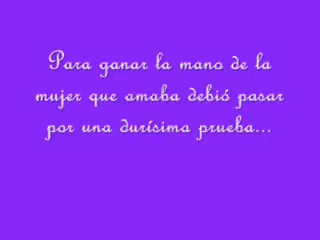 Para ganar la mano de la
mujer que amaba debió pasar
por una durísima prueba...